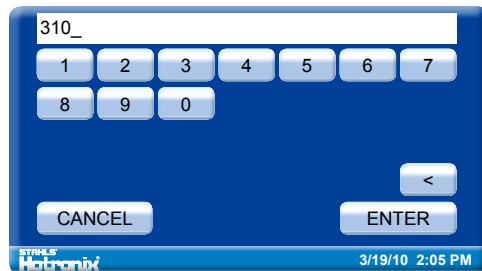 310_
1 2 3 4 5 6 7
8 9 0
<
CANCEL ENTER
STAHLS'
Hotronix 3/19/10 2:05 PM